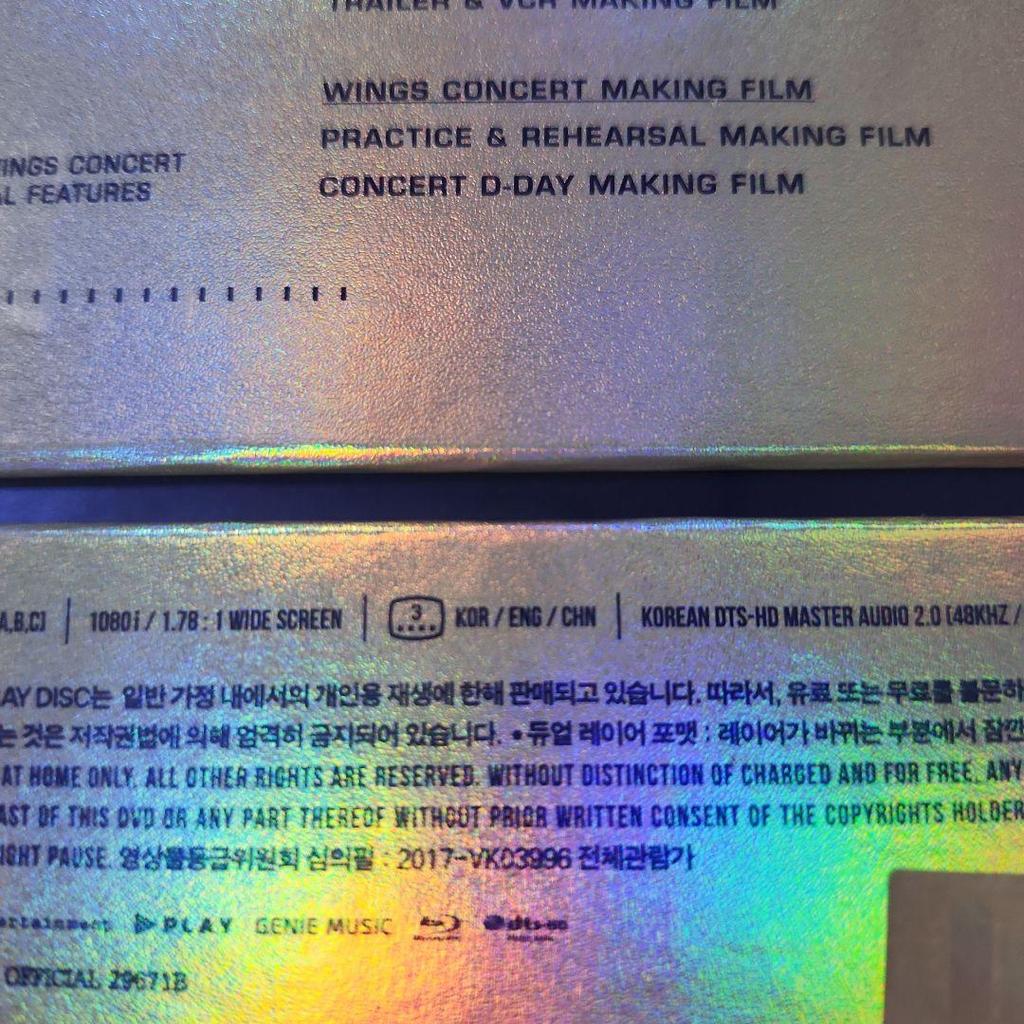 TRAILER & VCR MAKING FILM
WINGS CONCERT MAKING FILM
PRACTICE & REHEARSAL MAKING FILM
CONCERT D-DAY MAKING FILM
WINGS CONCERT
AL FEATURES
A,B,C] | 1080i / 1.78 : 1 WIDE SCREEN | 3 KOR / ENG / CHN | KOREAN DTS-HD MASTER AUDIO 2.0 [48KHZ /
AY DISC는 일반 가정 내에서의 개인용 재생에 한해 판매되고 있습니다. 따라서, 유료 또는 무료를 불문하
는 것은 저작권법에 의해 엄격히 금지되어 있습니다. • 듀얼 레이어 포맷 : 레이어가 바뀌는 부분에서 잠깐
AT HOME ONLY, ALL OTHER RIGHTS ARE RESERVED. WITHOUT DISTINCTION OF CHARGED AND FOR FREE, ANY
AST OF THIS DVD OR ANY PART THEREOF WITHOUT PRIOR WRITTEN CONSENT OF THE COPYRIGHTS HOLDER
IGHT PAUSE. 영상물등급위원회 심의필 : 2017-VK03996 전체관람가
ertainment PLAY GENIE MUSIC dts-HD
OFFICIAL 29671B